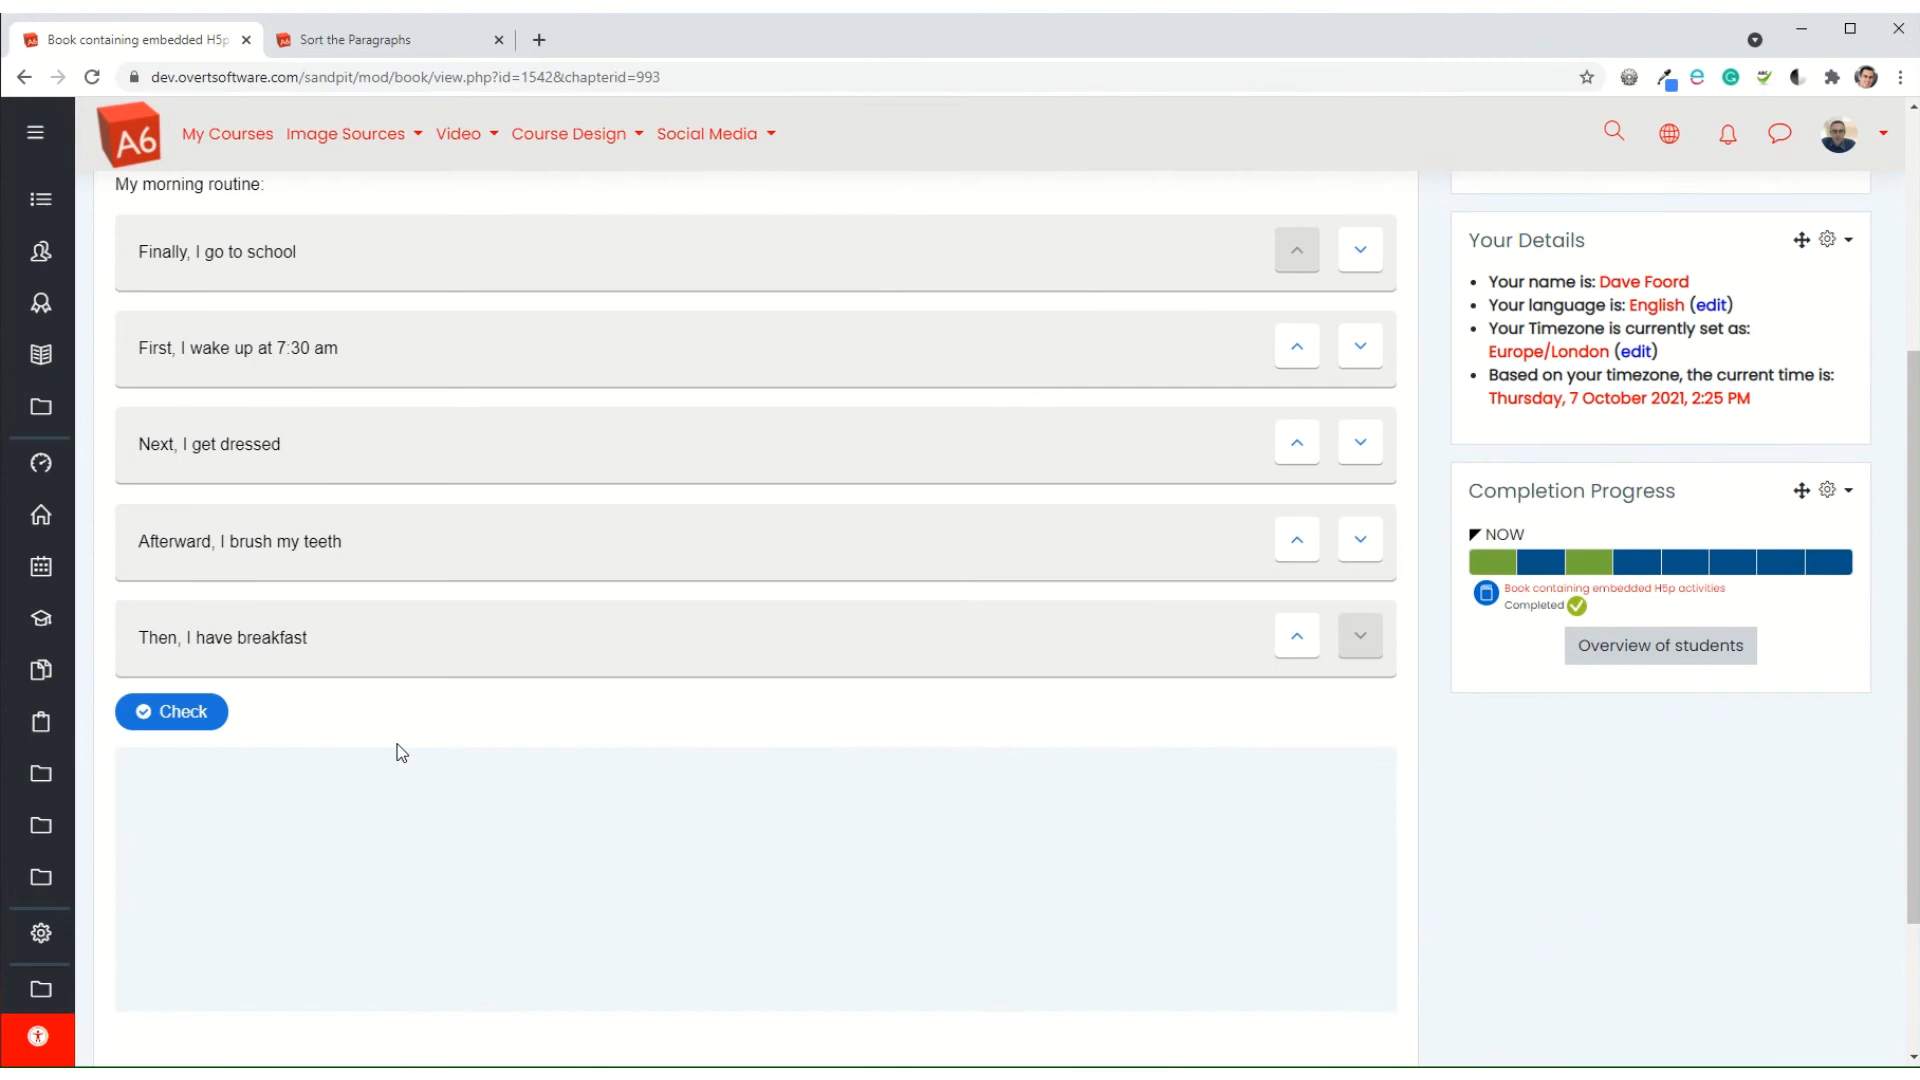 Book containing embedded H5p
Sort the Paragraphs
dev.overtsoftware.com/sandpit/mod/book/view.php?id=1542&chapterid=993
A6
My Courses
Image Sources
Video
Course Design
Social Media
My morning routine:
Finally, I go to school
First, I wake up at 7:30 am
Next, I get dressed
Afterward, I brush my teeth
Then, I have breakfast
Check
Your Details
Your name is: Dave Foord
Your language is: English (edit)
Your Timezone is currently set as:
Europe/London (edit)
Based on your timezone, the current time is:
Thursday, 7 October 2021, 2:25 PM
Completion Progress
NOW
Book containing embedded H5p activities
Completed
Overview of students